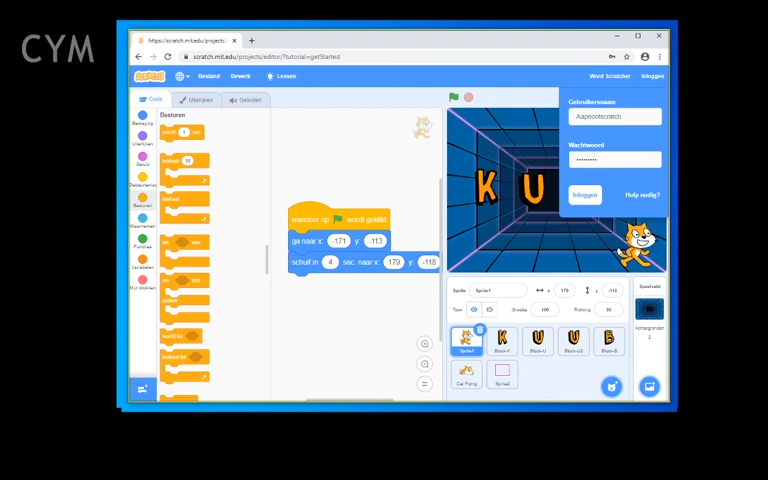 CYM
https://scratch.mit.edu/projects/
scratch.mit.edu/projects/editor/?tutorial=getStarted
Bestand
Bewerk
Lessen
Word Scratcher
Inloggen
Code
Uiterlijken
Geluiden
Gebruikersnaam
Aapnootscratch
Wachtwoord
•••••••••
Inloggen
Hulp nodig?
Besturen
Beweging
Uiterlijken
Geluid
Gebeurtenissen
Besturen
Waarnemen
Functies
Variabelen
Mijn blokken
wacht 1 sec
herhaal 10
herhaal
als dan
als dan
anders
wacht tot
herhaal tot
wanneer op wordt geklikt
ga naar x: -171 y: -113
schuif in 4 sec. naar x: 179 y: -118
K U
Sprite Sprite1 x 179 y -118
Toon Grootte 100 Richting 90
Speelveld
Achtergronden
2
Sprite1
Block-K
Block-U
Block-U2
Block-B
Cat Flying
Sprite2